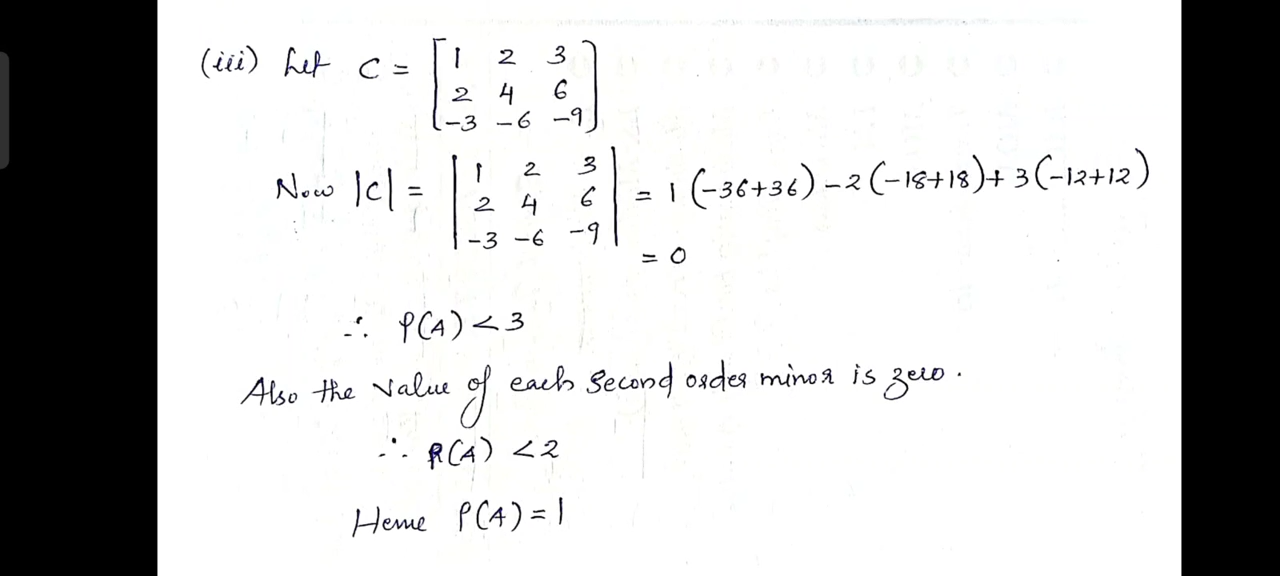 (iii) Let C = [1 2 3
2 4 6
-3 -6 -9]
Now |C| = |1 2 3
2 4 6
-3 -6 -9| = 1(-36+36) -2(-18+18)+ 3(-12+12)
= 0
∴ ρ(A) < 3
Also the value of each second order minor is zero.
∴ R(A) < 2
Hence ρ(A) = 1